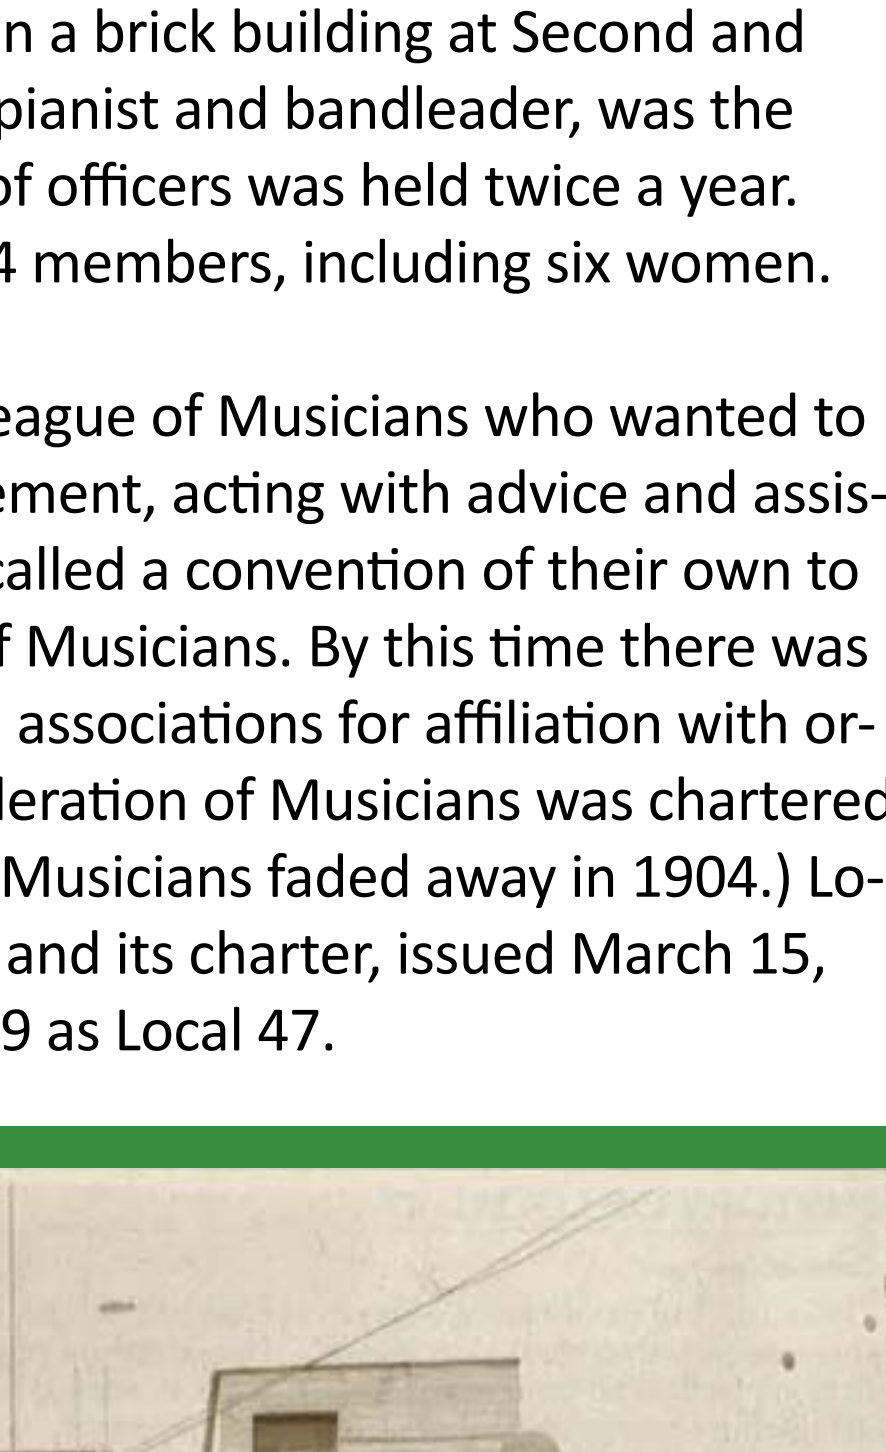 n a brick building at Second and
pianist and bandleader, was the
of officers was held twice a year.
4 members, including six women.
eague of Musicians who wanted to
ement, acting with advice and assis-
called a convention of their own to
f Musicians. By this time there was
associations for affiliation with or-
leration of Musicians was chartered
Musicians faded away in 1904.) Lo-
and its charter, issued March 15,
9 as Local 47.